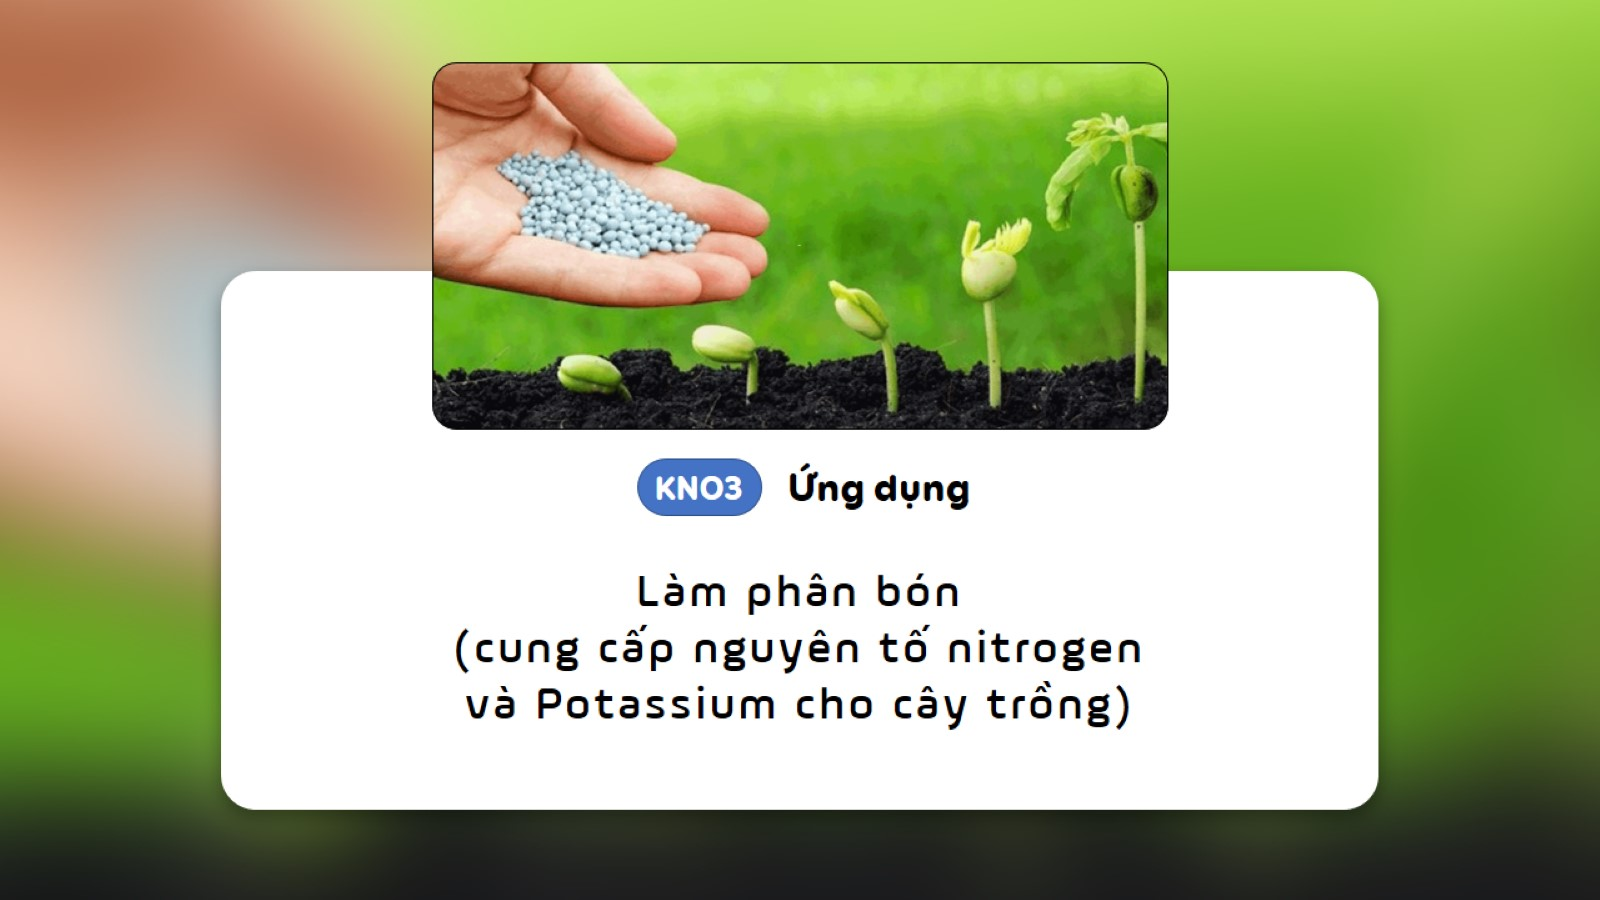 KNO3 Ứng dụng
Làm phân bón
(cung cấp nguyên tố nitrogen
và Potassium cho cây trồng)